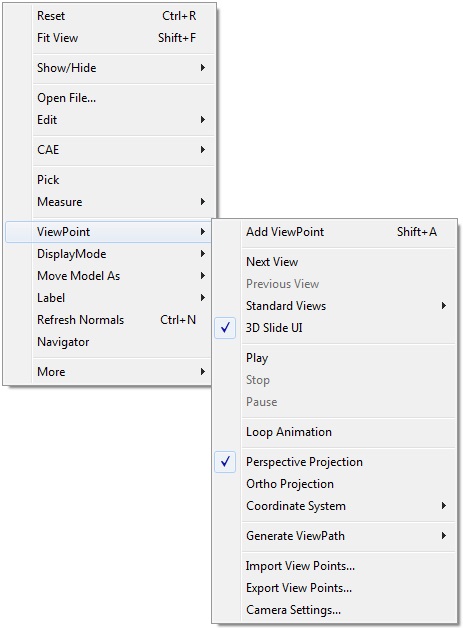 Reset Ctrl+R
Fit View Shift+F
Show/Hide
Open File...
Edit
CAE
Pick
Measure
ViewPoint
DisplayMode
Move Model As
Label
Refresh Normals Ctrl+N
Navigator
More
Add ViewPoint Shift+A
Next View
Previous View
Standard Views
3D Slide UI
Play
Stop
Pause
Loop Animation
Perspective Projection
Ortho Projection
Coordinate System
Generate ViewPath
Import View Points...
Export View Points...
Camera Settings...